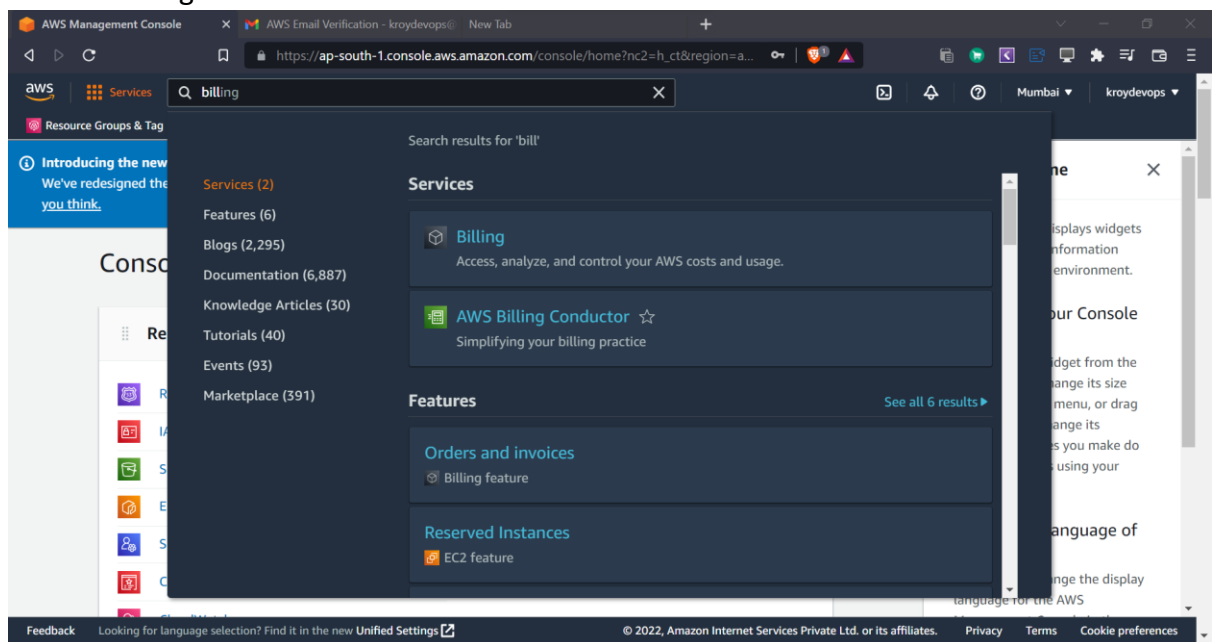 AWS Management Console
AWS Email Verification - kroydevops@
New Tab
https://ap-south-1.console.aws.amazon.com/console/home?nc2=h_ct&region=a...
aws
Services
billing
Mumbai
kroydevops
Resource Groups & Tag
Introducing the new
We've redesigned the
you think.
Search results for 'bill'
Services (2)
Features (6)
Blogs (2,295)
Documentation (6,887)
Knowledge Articles (30)
Tutorials (40)
Events (93)
Marketplace (391)
Services
Billing
Access, analyze, and control your AWS costs and usage.
AWS Billing Conductor
Simplifying your billing practice
Features
See all 6 results
Orders and invoices
Billing feature
Reserved Instances
EC2 feature
Conso
Re
R
IA
S
E
S
C
me
isplays widgets
nformation
environment.
our Console
idget from the
ange its size
menu, or drag
ange its
es you make do
using your
anguage of
nge the display
language for the AWS
Feedback
Looking for language selection? Find it in the new Unified Settings
© 2022, Amazon Internet Services Private Ltd. or its affiliates.
Privacy
Terms
Cookie preferences